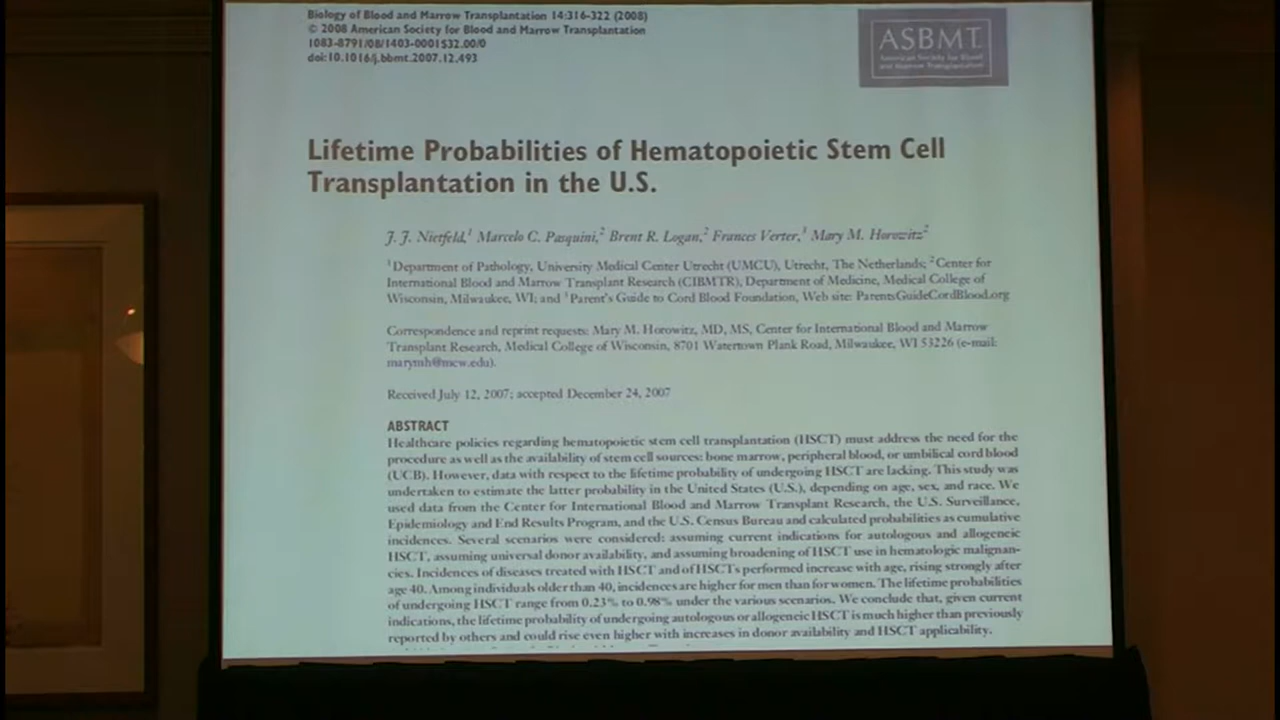 Biology of Blood and Marrow Transplantation 14:316-322 (2008)
© 2008 American Society for Blood and Marrow Transplantation
1083-8791/08/1403-0001$32.00/0
doi:10.1016/j.bbmt.2007.12.493
ASBMT
American Society for Blood
and Marrow Transplantation
Lifetime Probabilities of Hematopoietic Stem Cell
Transplantation in the U.S.
J. J. Nietfeld,¹ Marcelo C. Pasquini,² Brent R. Logan,² Frances Verter,³ Mary M. Horowitz²
¹Department of Pathology, University Medical Center Utrecht (UMCU), Utrecht, The Netherlands; ²Center for
International Blood and Marrow Transplant Research (CIBMTR), Department of Medicine, Medical College of
Wisconsin, Milwaukee, WI; and ³Parent's Guide to Cord Blood Foundation, Web site: ParentsGuideCordBlood.org
Correspondence and reprint requests: Mary M. Horowitz, MD, MS, Center for International Blood and Marrow
Transplant Research, Medical College of Wisconsin, 8701 Watertown Plank Road, Milwaukee, WI 53226 (e-mail:
marymh@mcw.edu).
Received July 12, 2007; accepted December 24, 2007
ABSTRACT
Healthcare policies regarding hematopoietic stem cell transplantation (HSCT) must address the need for the
procedure as well as the availability of stem cell sources: bone marrow, peripheral blood, or umbilical cord blood
(UCB). However, data with respect to the lifetime probability of undergoing HSCT are lacking. This study was
undertaken to estimate the latter probability in the United States (U.S.), depending on age, sex, and race. We
used data from the Center for International Blood and Marrow Transplant Research, the U.S. Surveillance,
Epidemiology and End Results Program, and the U.S. Census Bureau and calculated probabilities as cumulative
incidences. Several scenarios were considered: assuming current indications for autologous and allogeneic
HSCT, assuming universal donor availability, and assuming broadening of HSCT use in hematologic malignan-
cies. Incidences of diseases treated with HSCT and of HSCTs performed increase with age, rising strongly after
age 40. Among individuals older than 40, incidences are higher for men than for women. The lifetime probabilities
of undergoing HSCT range from 0.23% to 0.98% under the various scenarios. We conclude that, given current
indications, the lifetime probability of undergoing autologous or allogeneic HSCT is much higher than previously
reported by others and could rise even higher with increases in donor availability and HSCT applicability.